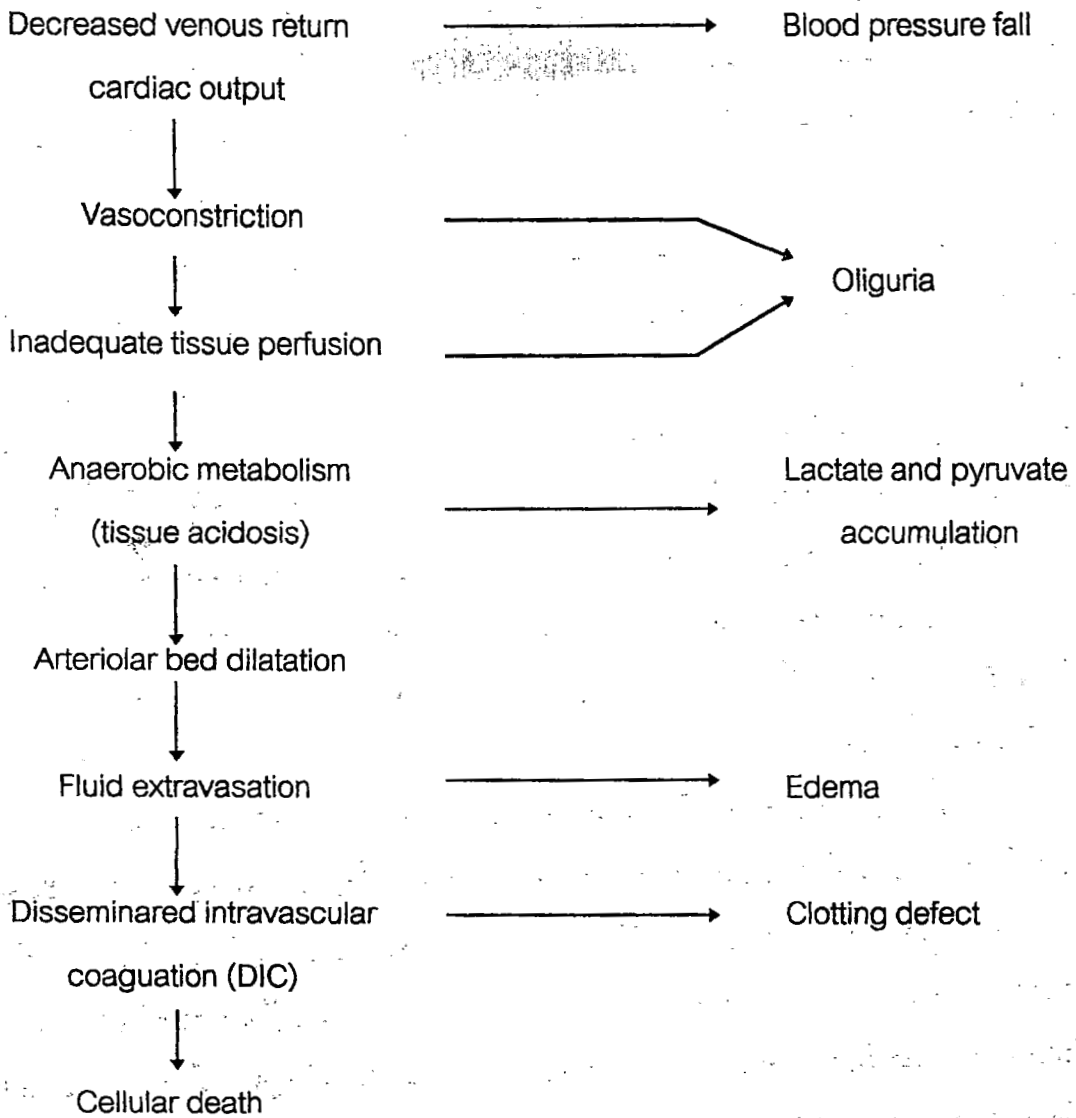 Decreased venous return
Blood pressure fall
cardiac output
Vasoconstriction
Oliguria
Inadequate tissue perfusion
Anaerobic metabolism
Lactate and pyruvate
(tissue acidosis)
accumulation
Arteriolar bed dilatation
Fluid extravasation
Edema
Disseminared intravascular
Clotting defect
coaguation (DIC)
Cellular death